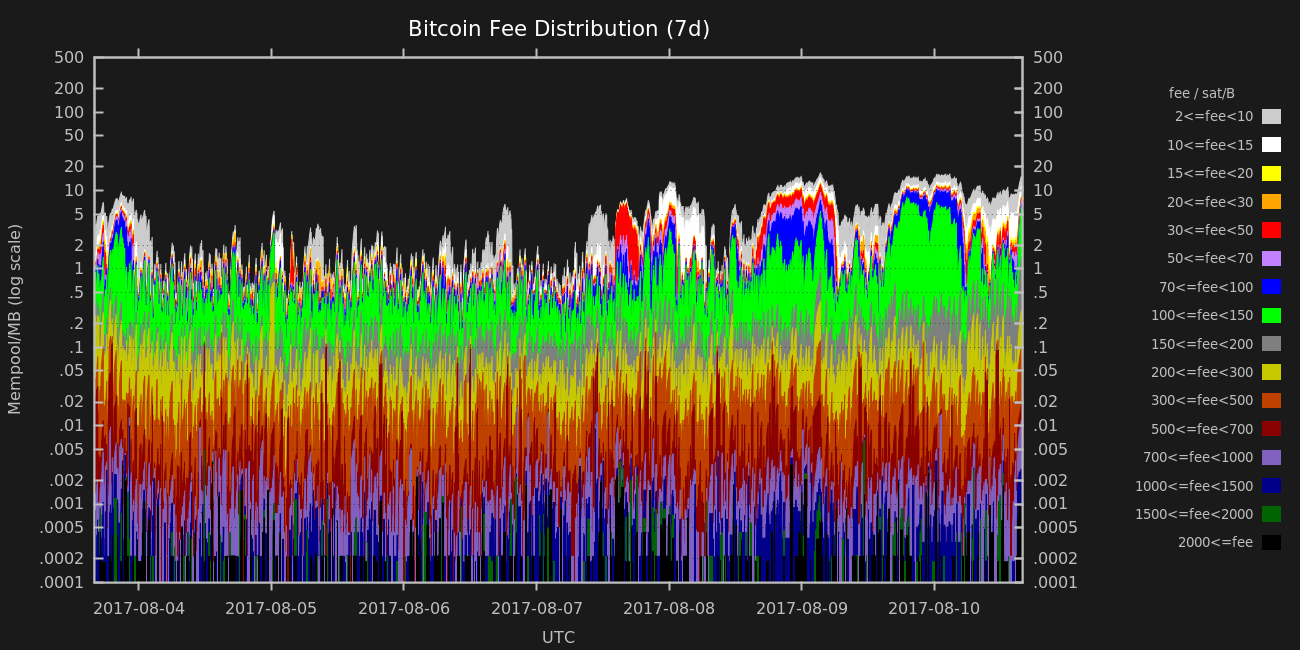 Bitcoin Fee Distribution (7d)
500
200
100
50
20
10
5
2
1
.5
.2
.1
.05
.02
.01
.005
.002
.001
.0005
.0002
.0001
Mempool/MB (log scale)
500
200
100
50
20
10
5
2
1
.5
.2
.1
.05
.02
.01
.005
.002
.001
.0005
.0002
.0001
2017-08-04 2017-08-05 2017-08-06 2017-08-07 2017-08-08 2017-08-09 2017-08-10
UTC
fee / sat/B
2<=fee<10
10<=fee<15
15<=fee<20
20<=fee<30
30<=fee<50
50<=fee<70
70<=fee<100
100<=fee<150
150<=fee<200
200<=fee<300
300<=fee<500
500<=fee<700
700<=fee<1000
1000<=fee<1500
1500<=fee<2000
2000<=fee